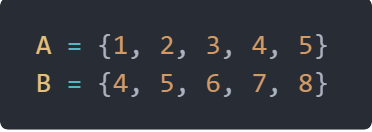 A = {1, 2, 3, 4, 5}
B = {4, 5, 6, 7, 8}